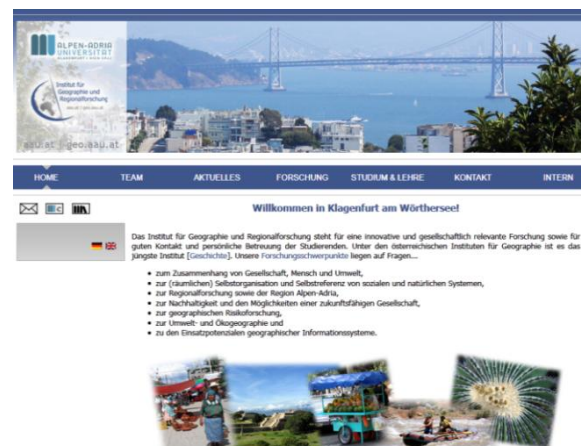 ALPEN-ADRIA
UNIVERSITÄT
Institut für
Geographie und
Regionalforschung
aau.at | geo.aau.at
HOME TEAM AKTUELLES FORSCHUNG STUDIUM & LEHRE KONTAKT INTERN
Willkommen in Klagenfurt am Wörthersee!
Das Institut für Geographie und Regionalforschung steht für eine innovative und gesellschaftlich relevante Forschung sowie für
guten Kontakt und persönliche Betreuung der Studierenden. Unter den österreichischen Instituten für Geographie ist es das
jüngste Institut [Geschichte]. Unsere Forschungsschwerpunkte liegen auf Fragen...
• zum Zusammenhang von Gesellschaft, Mensch und Umwelt,
• zur (räumlichen) Selbstorganisation und Selbstreferenz von sozialen und natürlichen Systemen,
• zur Regionalforschung sowie der Region Alpen-Adria,
• zur Nachhaltigkeit und den Möglichkeiten einer zukunftsfähigen Gesellschaft,
• zur geographischen Risikoforschung,
• zur Umwelt- und Ökogeographie und
• zu den Einsatzpotenzialen geographischer Informationssysteme.